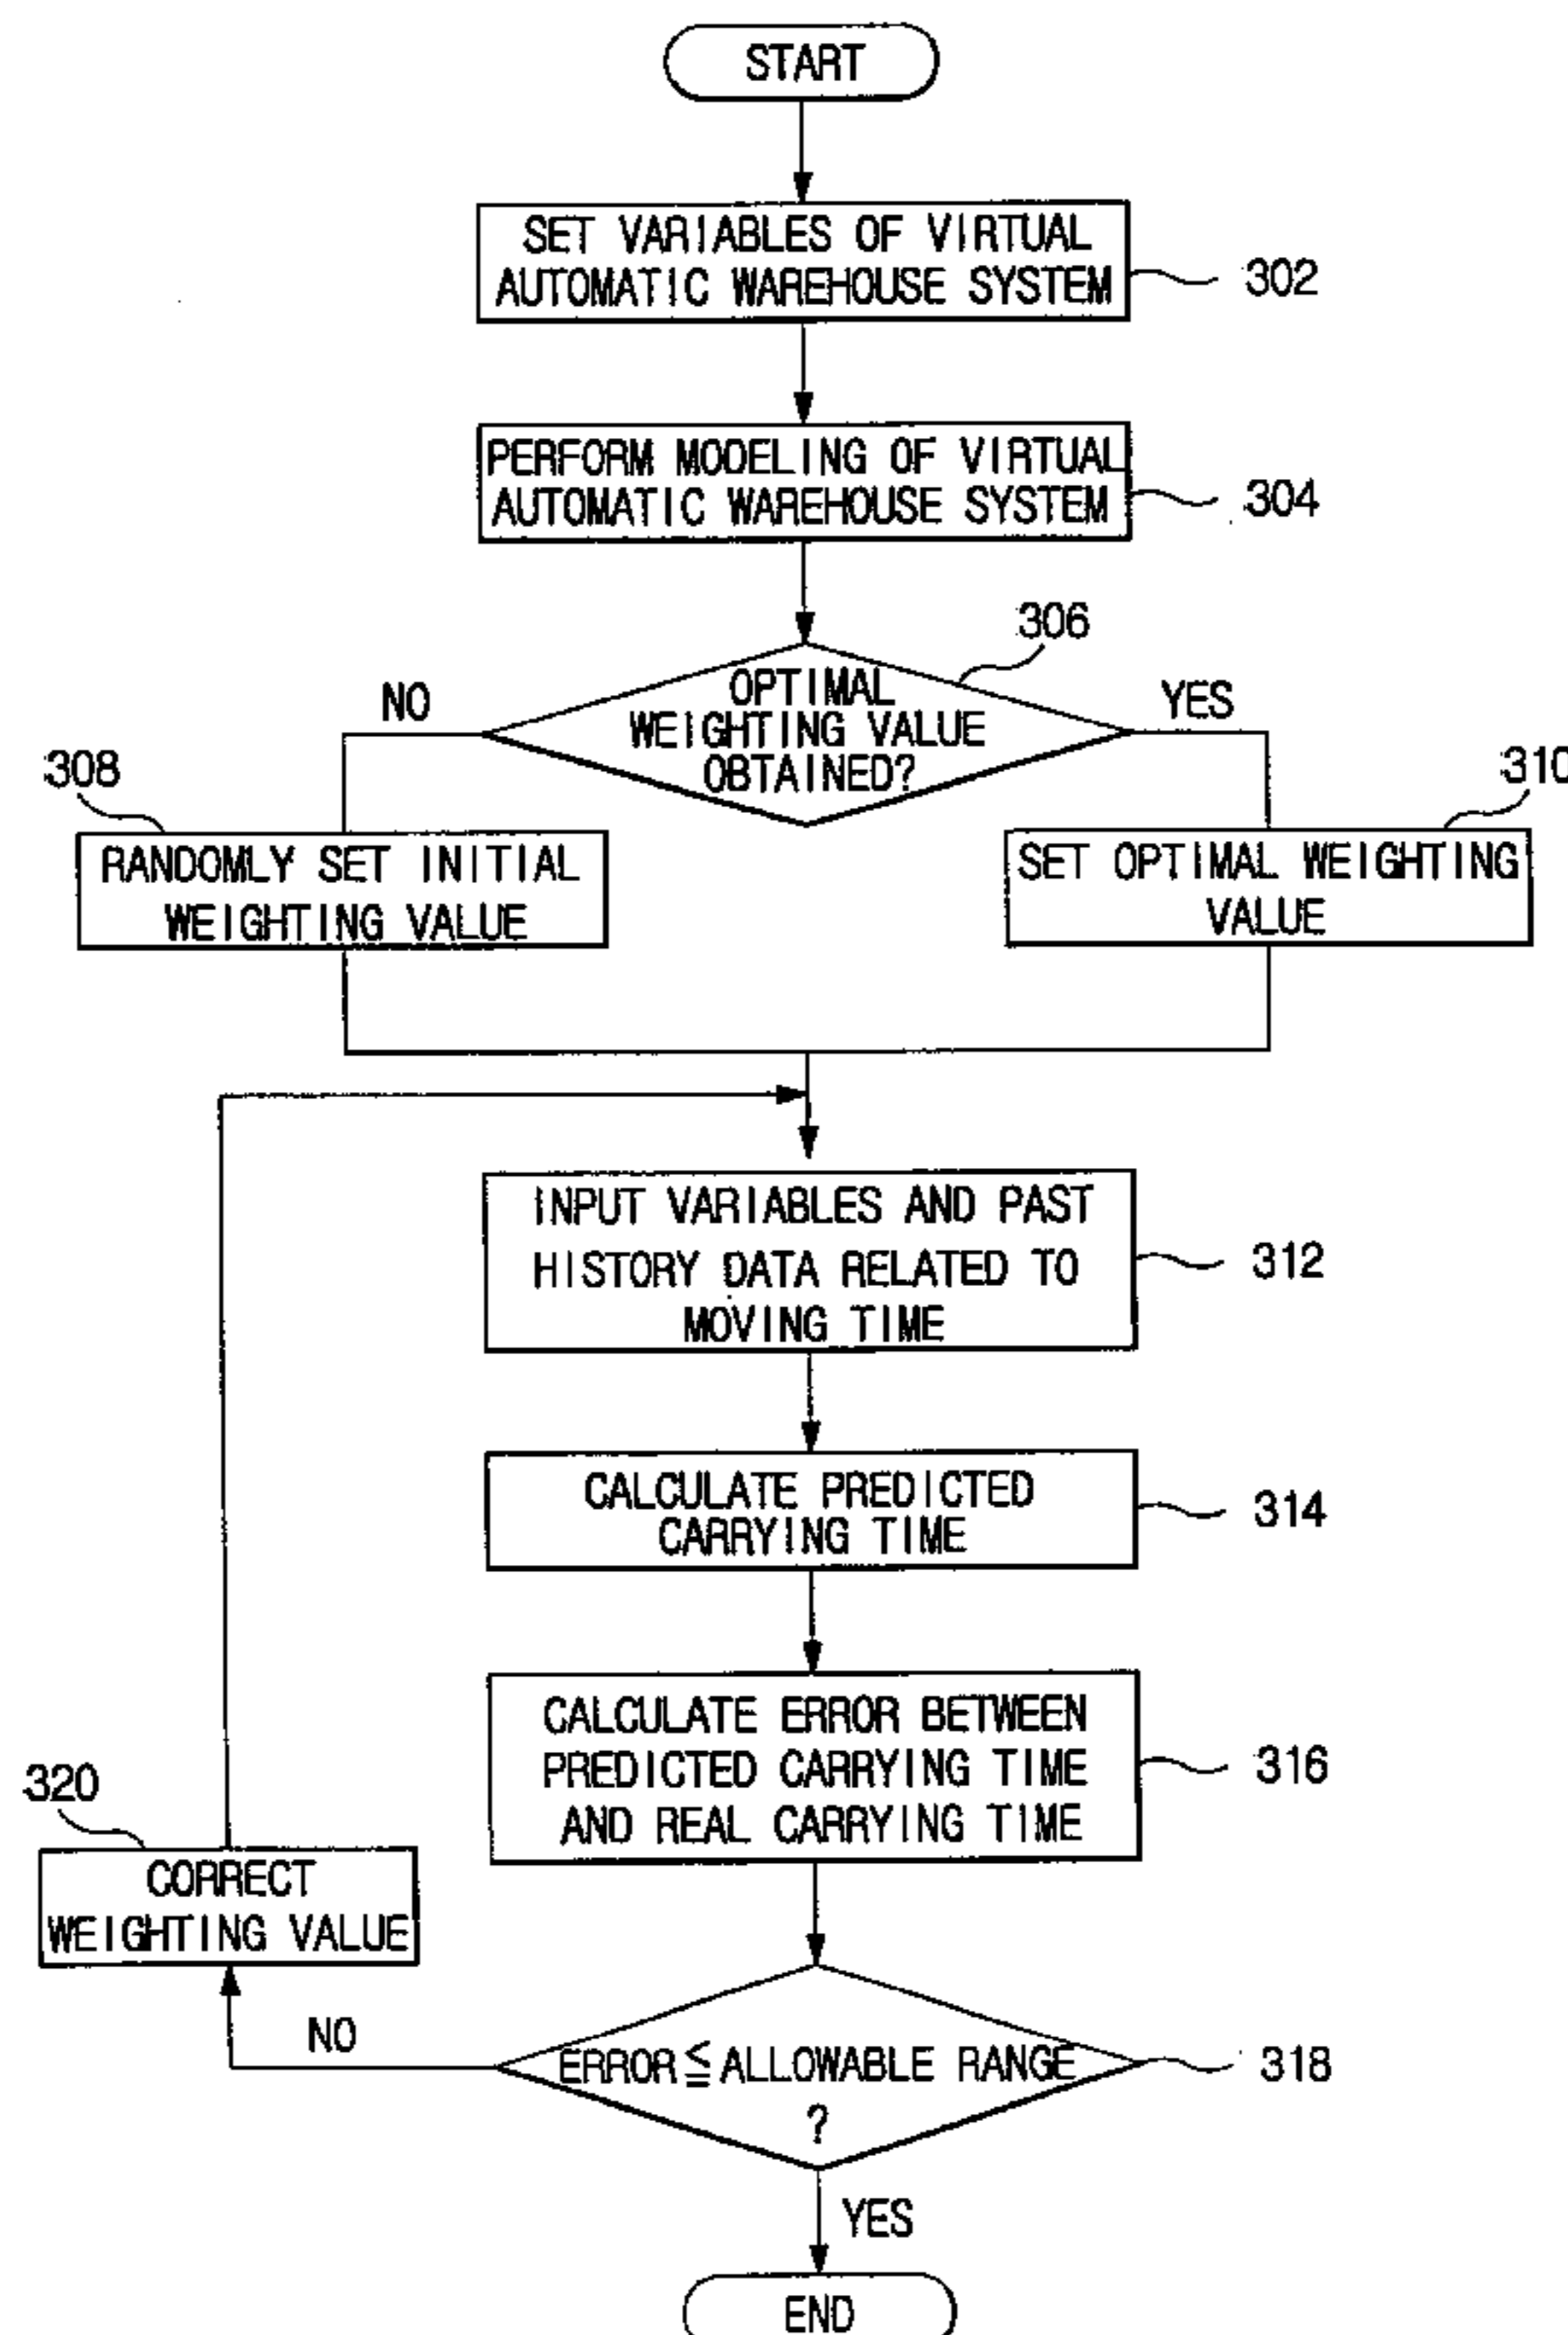 START
SET VARIABLES OF VIRTUAL
AUTOMATIC WAREHOUSE SYSTEM
302
PERFORM MODELING OF VIRTUAL
AUTOMATIC WAREHOUSE SYSTEM
304
306
OPTIMAL
WEIGHTING VALUE
OBTAINED?
NO
YES
308
RANDOMLY SET INITIAL
WEIGHTING VALUE
310
SET OPTIMAL WEIGHTING
VALUE
INPUT VARIABLES AND PAST
HISTORY DATA RELATED TO
MOVING TIME
312
CALCULATE PREDICTED
CARRYING TIME
314
CALCULATE ERROR BETWEEN
PREDICTED CARRYING TIME
AND REAL CARRYING TIME
316
320
CORRECT
WEIGHTING VALUE
NO
ERROR ≦ ALLOWABLE RANGE
?
318
YES
END